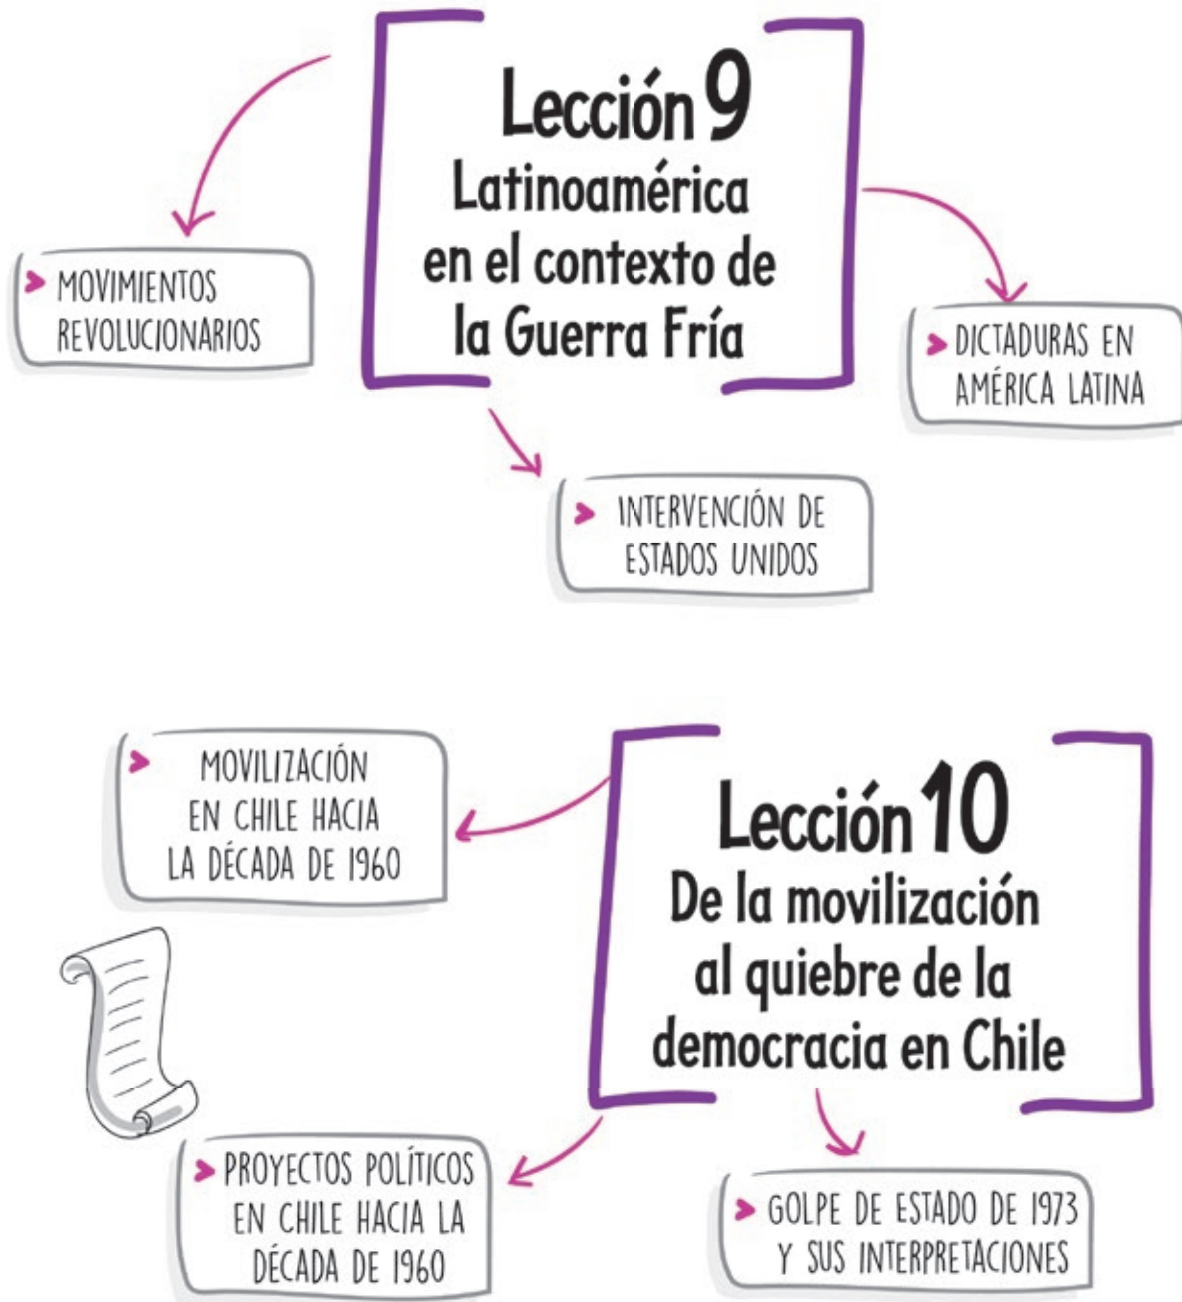 Lección 9
Latinoamérica
en el contexto de
la Guerra Fría
MOVIMIENTOS
REVOLUCIONARIOS
DICTADURAS EN
AMÉRICA LATINA
INTERVENCIÓN DE
ESTADOS UNIDOS
MOVILIZACIÓN
EN CHILE HACIA
LA DÉCADA DE 1960
Lección 10
De la movilización
al quiebre de la
democracia en Chile
PROYECTOS POLÍTICOS
EN CHILE HACIA LA
DÉCADA DE 1960
GOLPE DE ESTADO DE 1973
Y SUS INTERPRETACIONES